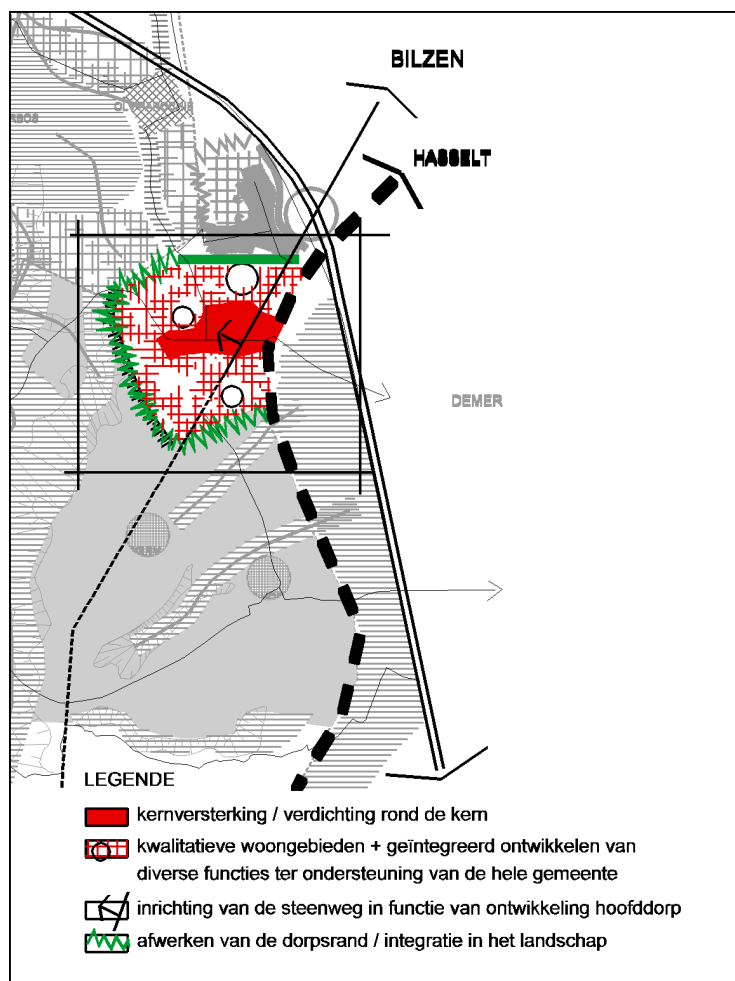 BILZEN
HASSELT
DEMER
LEGENDE
kernversterking / verdichting rond de kern
kwalitatieve woongebieden + geïntegreerd ontwikkelen van
diverse functies ter ondersteuning van de hele gemeente
inrichting van de steenweg in functie van ontwikkeling hoofddorp
afwerken van de dorpsrand / integratie in het landschap